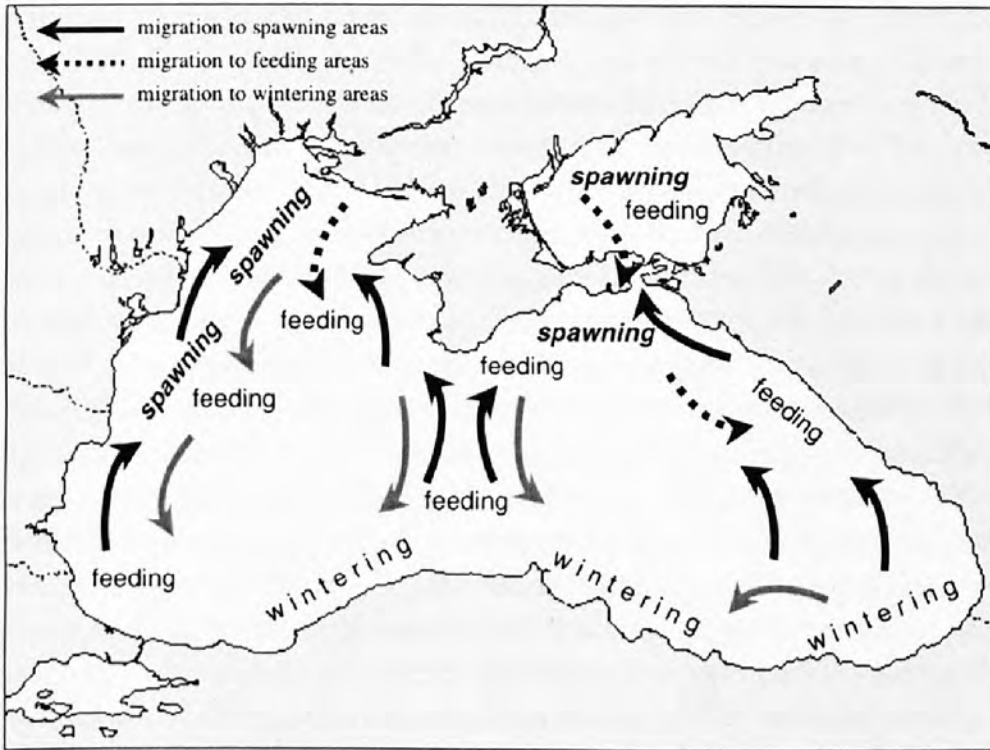 migration to spawning areas
migration to feeding areas
migration to wintering areas
spawning
feeding
spawning
feeding
spawning
feeding
spawning
feeding
feeding
feeding
feeding
feeding
wintering
wintering
wintering